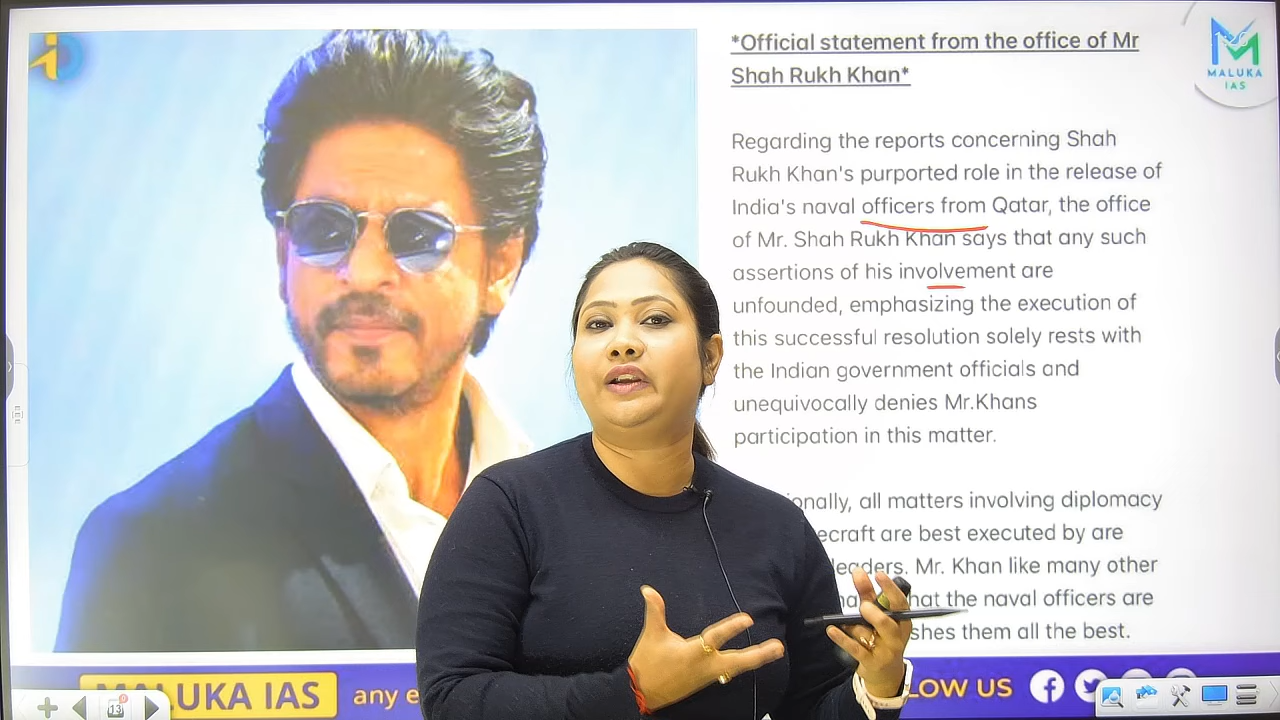 *Official statement from the office of Mr
Shah Rukh Khan*
MALUKA
IAS
Regarding the reports concerning Shah
Rukh Khan's purported role in the release of
India's naval officers from Qatar, the office
of Mr. Shah Rukh Khan says that any such
assertions of his involvement are
unfounded, emphasizing the execution of
this successful resolution solely rests with
the Indian government officials and
unequivocally denies Mr.Khans
participation in this matter.
onally, all matters involving diplomacy
ecraft are best executed by are
leaders. Mr. Khan like many other
hat the naval officers are
shes them all the best.
MALUKA IAS any e
LOW US
13